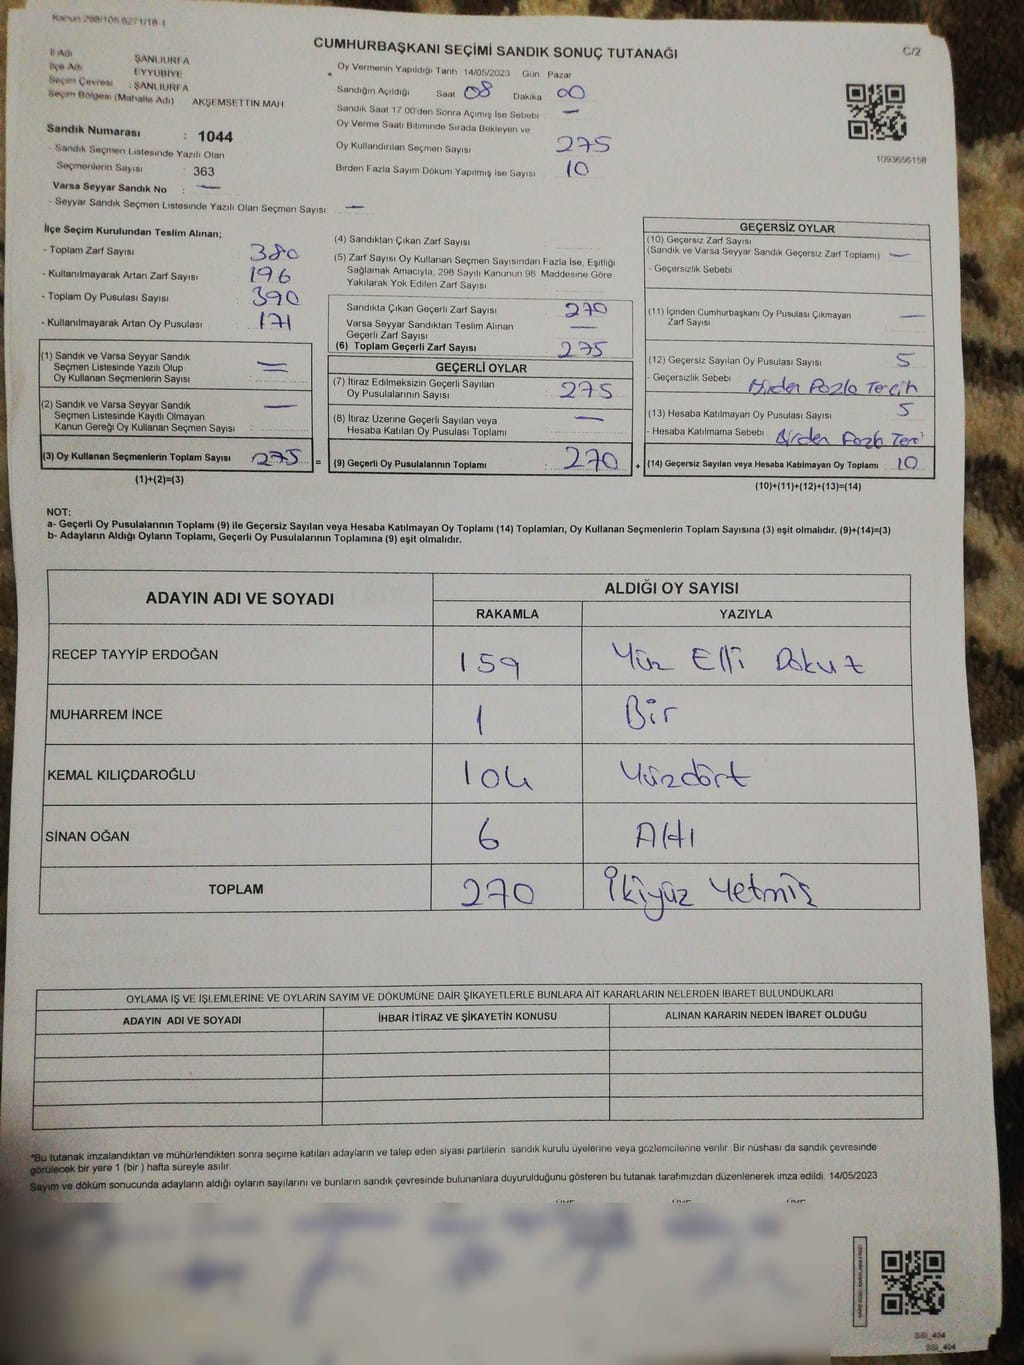 Kanun 298/105.627/1/18-1
C/2
CUMHURBAŞKANI SEÇİMİ SANDIK SONUÇ TUTANAĞI
İl Adı ŞANLIURFA
İlçe Adı EYYÜBİYE
Seçim Çevresi : ŞANLIURFA
Seçim Bölgesi (Mahalle Adı) AKŞEMSETTİN MAH
Sandık Numarası : 1044
- Sandık Seçmen Listesinde Yazılı Olan
Seçmenlerin Sayısı : 363
Varsa Seyyar Sandık No : —
- Seyyar Sandık Seçmen Listesinde Yazılı Olan Seçmen Sayısı: —
Oy Vermenin Yapıldığı Tarih 14/05/2023 Gün Pazar
Sandığın Açıldığı Saat 08 Dakika 00
Sandık Saat 17.00'den Sonra Açımış İse Sebebi —
Oy Verme Saati Bitiminde Sırada Bekleyen ve
Oy Kullandırılan Seçmen Sayısı 275
Birden Fazla Sayım Döküm Yapılmış İse Sayısı 10
1093656158
İlçe Seçim Kurulundan Teslim Alınan;
- Toplam Zarf Sayısı : 380
- Kullanılmayarak Artan Zarf Sayısı : 196
- Toplam Oy Pusulası Sayısı : 390
- Kullanılmayarak Artan Oy Pusulası : 171
(1) Sandık ve Varsa Seyyar Sandık
Seçmen Listesinde Yazılı Olup
Oy Kullanan Seçmenlerin Sayısı : —
(2) Sandık ve Varsa Seyyar Sandık
Seçmen Listesinde Kayıtlı Olmayan
Kanun Gereği Oy Kullanan Seçmen Sayısı : —
(3) Oy Kullanan Seçmenlerin Toplam Sayısı : 275 =
(1)+(2)=(3)
(4) Sandıktan Çıkan Zarf Sayısı
(5) Zarf Sayısı Oy Kullanan Seçmen Sayısından Fazla İse, Eşitliği
Sağlamak Amacıyla; 298 Sayılı Kanunun 98. Maddesine Göre
Yakılarak Yok Edilen Zarf Sayısı
Sandıkta Çıkan Geçerli Zarf Sayısı : 270
Varsa Seyyar Sandıktan Teslim Alınan
Geçerli Zarf Sayısı : —
(6) Toplam Geçerli Zarf Sayısı : 275
GEÇERLİ OYLAR
(7) İtiraz Edilmeksizin Geçerli Sayılan
Oy Pusulalarının Sayısı : 275
(8) İtiraz Üzerine Geçerli Sayılan veya
Hesaba Katılan Oy Pusulası Toplamı : —
(9) Geçerli Oy Pusulalarının Toplamı : 270 +
GEÇERSİZ OYLAR
(10) Geçersiz Zarf Sayısı
(Sandık ve Varsa Seyyar Sandık Geçersiz Zarf Toplamı) —
- Geçersizlik Sebebi
(11) İçinden Cumhurbaşkanı Oy Pusulası Çıkmayan
Zarf Sayısı —
(12) Geçersiz Sayılan Oy Pusulası Sayısı 5
- Geçersizlik Sebebi Birden Fazla Tercih
(13) Hesaba Katılmayan Oy Pusulası Sayısı 5
- Hesaba Katılmama Sebebi Birden Fazla Terc
(14) Geçersiz Sayılan veya Hesaba Katılmayan Oy Toplamı 10
(10)+(11)+(12)+(13)=(14)
NOT:
a- Geçerli Oy Pusulalarının Toplamı (9) ile Geçersiz Sayılan veya Hesaba Katılmayan Oy Toplamı (14) Toplamları, Oy Kullanan Seçmenlerin Toplam Sayısına (3) eşit olmalıdır. (9)+(14)=(3)
b- Adayların Aldığı Oyların Toplamı, Geçerli Oy Pusulalarının Toplamına (9) eşit olmalıdır.
ADAYIN ADI VE SOYADI ALDIĞI OY SAYISI
RAKAMLA YAZIYLA
RECEP TAYYİP ERDOĞAN 159 Yüz Elli Dokuz
MUHARREM İNCE 1 Bir
KEMAL KILIÇDAROĞLU 104 Yüzdört
SİNAN OĞAN 6 Altı
TOPLAM 270 İkiyüz Yetmiş
OYLAMA İŞ VE İŞLEMLERİNE VE OYLARIN SAYIM VE DÖKÜMÜNE DAİR ŞİKAYETLERLE BUNLARA AİT KARARLARIN NELERDEN İBARET BULUNDUKLARI
ADAYIN ADI VE SOYADI İHBAR İTİRAZ VE ŞİKAYETİN KONUSU ALINAN KARARIN NEDEN İBARET OLDUĞU
*Bu tutanak imzalandıktan ve mühürlendikten sonra seçime katılan adayların ve talep eden siyasi partilerin sandık kurulu üyelerine veya gözlemcilerine verilir. Bir nüshası da sandık çevresinde
görülecek bir yere 1 (bir) hafta süreyle asılır.
Sayım ve döküm sonucunda adayların aldığı oyların sayılarını ve bunların sandık çevresinde bulunanlara duyurulduğunu gösteren bu tutanak tarafımızdan düzenlenerek imza edildi. 14/05/2023
SSI_404
SSI_404